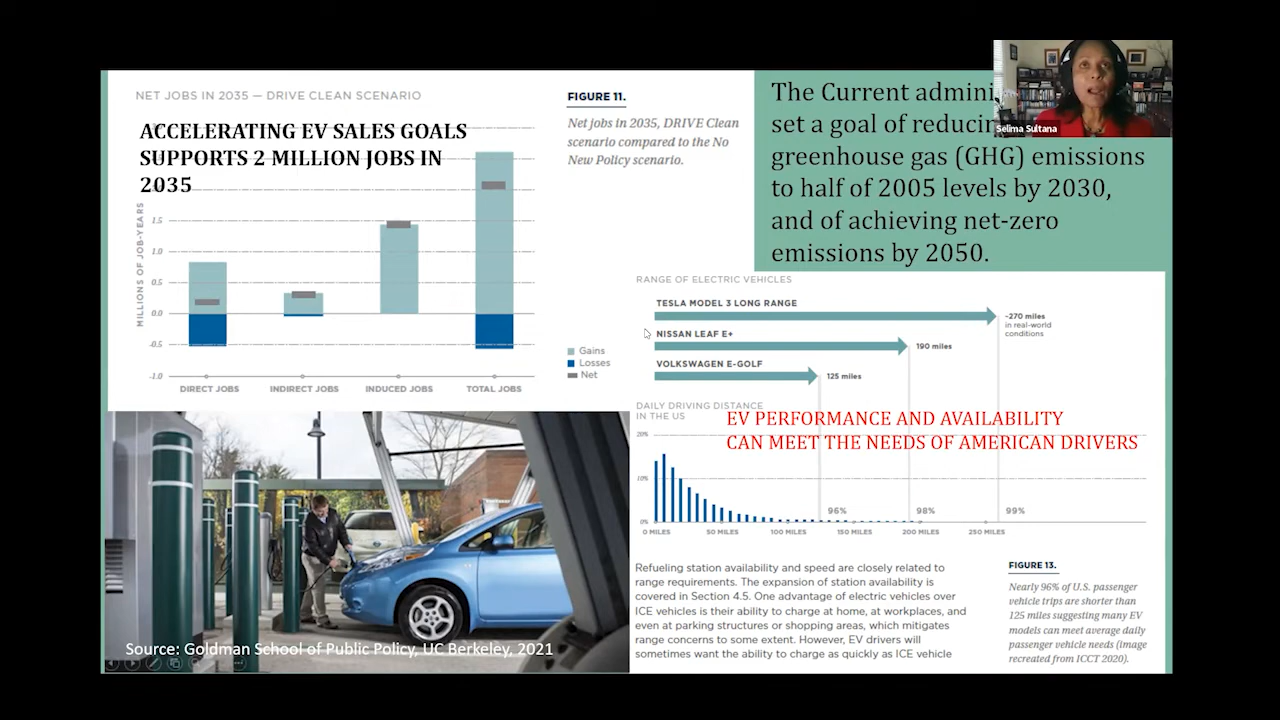 NET JOBS IN 2035 — DRIVE CLEAN SCENARIO
ACCELERATING EV SALES GOALS
SUPPORTS 2 MILLION JOBS IN
2035
MILLIONS OF JOB-YEARS
1.5
1.0
0.5
0.0
-0.5
-1.0
DIRECT JOBS
INDIRECT JOBS
INDUCED JOBS
TOTAL JOBS
FIGURE 11.
Net jobs in 2035, DRIVE Clean
scenario compared to the No
New Policy scenario.
Gains
Losses
Net
The Current admini
set a goal of reducin
greenhouse gas (GHG) emissions
to half of 2005 levels by 2030,
and of achieving net-zero
emissions by 2050.
Selima Sultana
RANGE OF ELECTRIC VEHICLES
TESLA MODEL 3 LONG RANGE
~270 miles
in real-world
conditions
NISSAN LEAF E+
190 miles
VOLKSWAGEN E-GOLF
125 miles
DAILY DRIVING DISTANCE
IN THE US
EV PERFORMANCE AND AVAILABILITY
CAN MEET THE NEEDS OF AMERICAN DRIVERS
20%
10%
0%
96%
98%
99%
0 MILES
50 MILES
100 MILES
150 MILES
200 MILES
250 MILES
Refueling station availability and speed are closely related to
range requirements. The expansion of station availability is
covered in Section 4.5. One advantage of electric vehicles over
ICE vehicles is their ability to charge at home, at workplaces, and
even at parking structures or shopping areas, which mitigates
range concerns to some extent. However, EV drivers will
sometimes want the ability to charge as quickly as ICE vehicle
FIGURE 13.
Nearly 96% of U.S. passenger
vehicle trips are shorter than
125 miles suggesting many EV
models can meet average daily
passenger vehicle needs (image
recreated from ICCT 2020).
Source: Goldman School of Public Policy, UC Berkeley, 2021